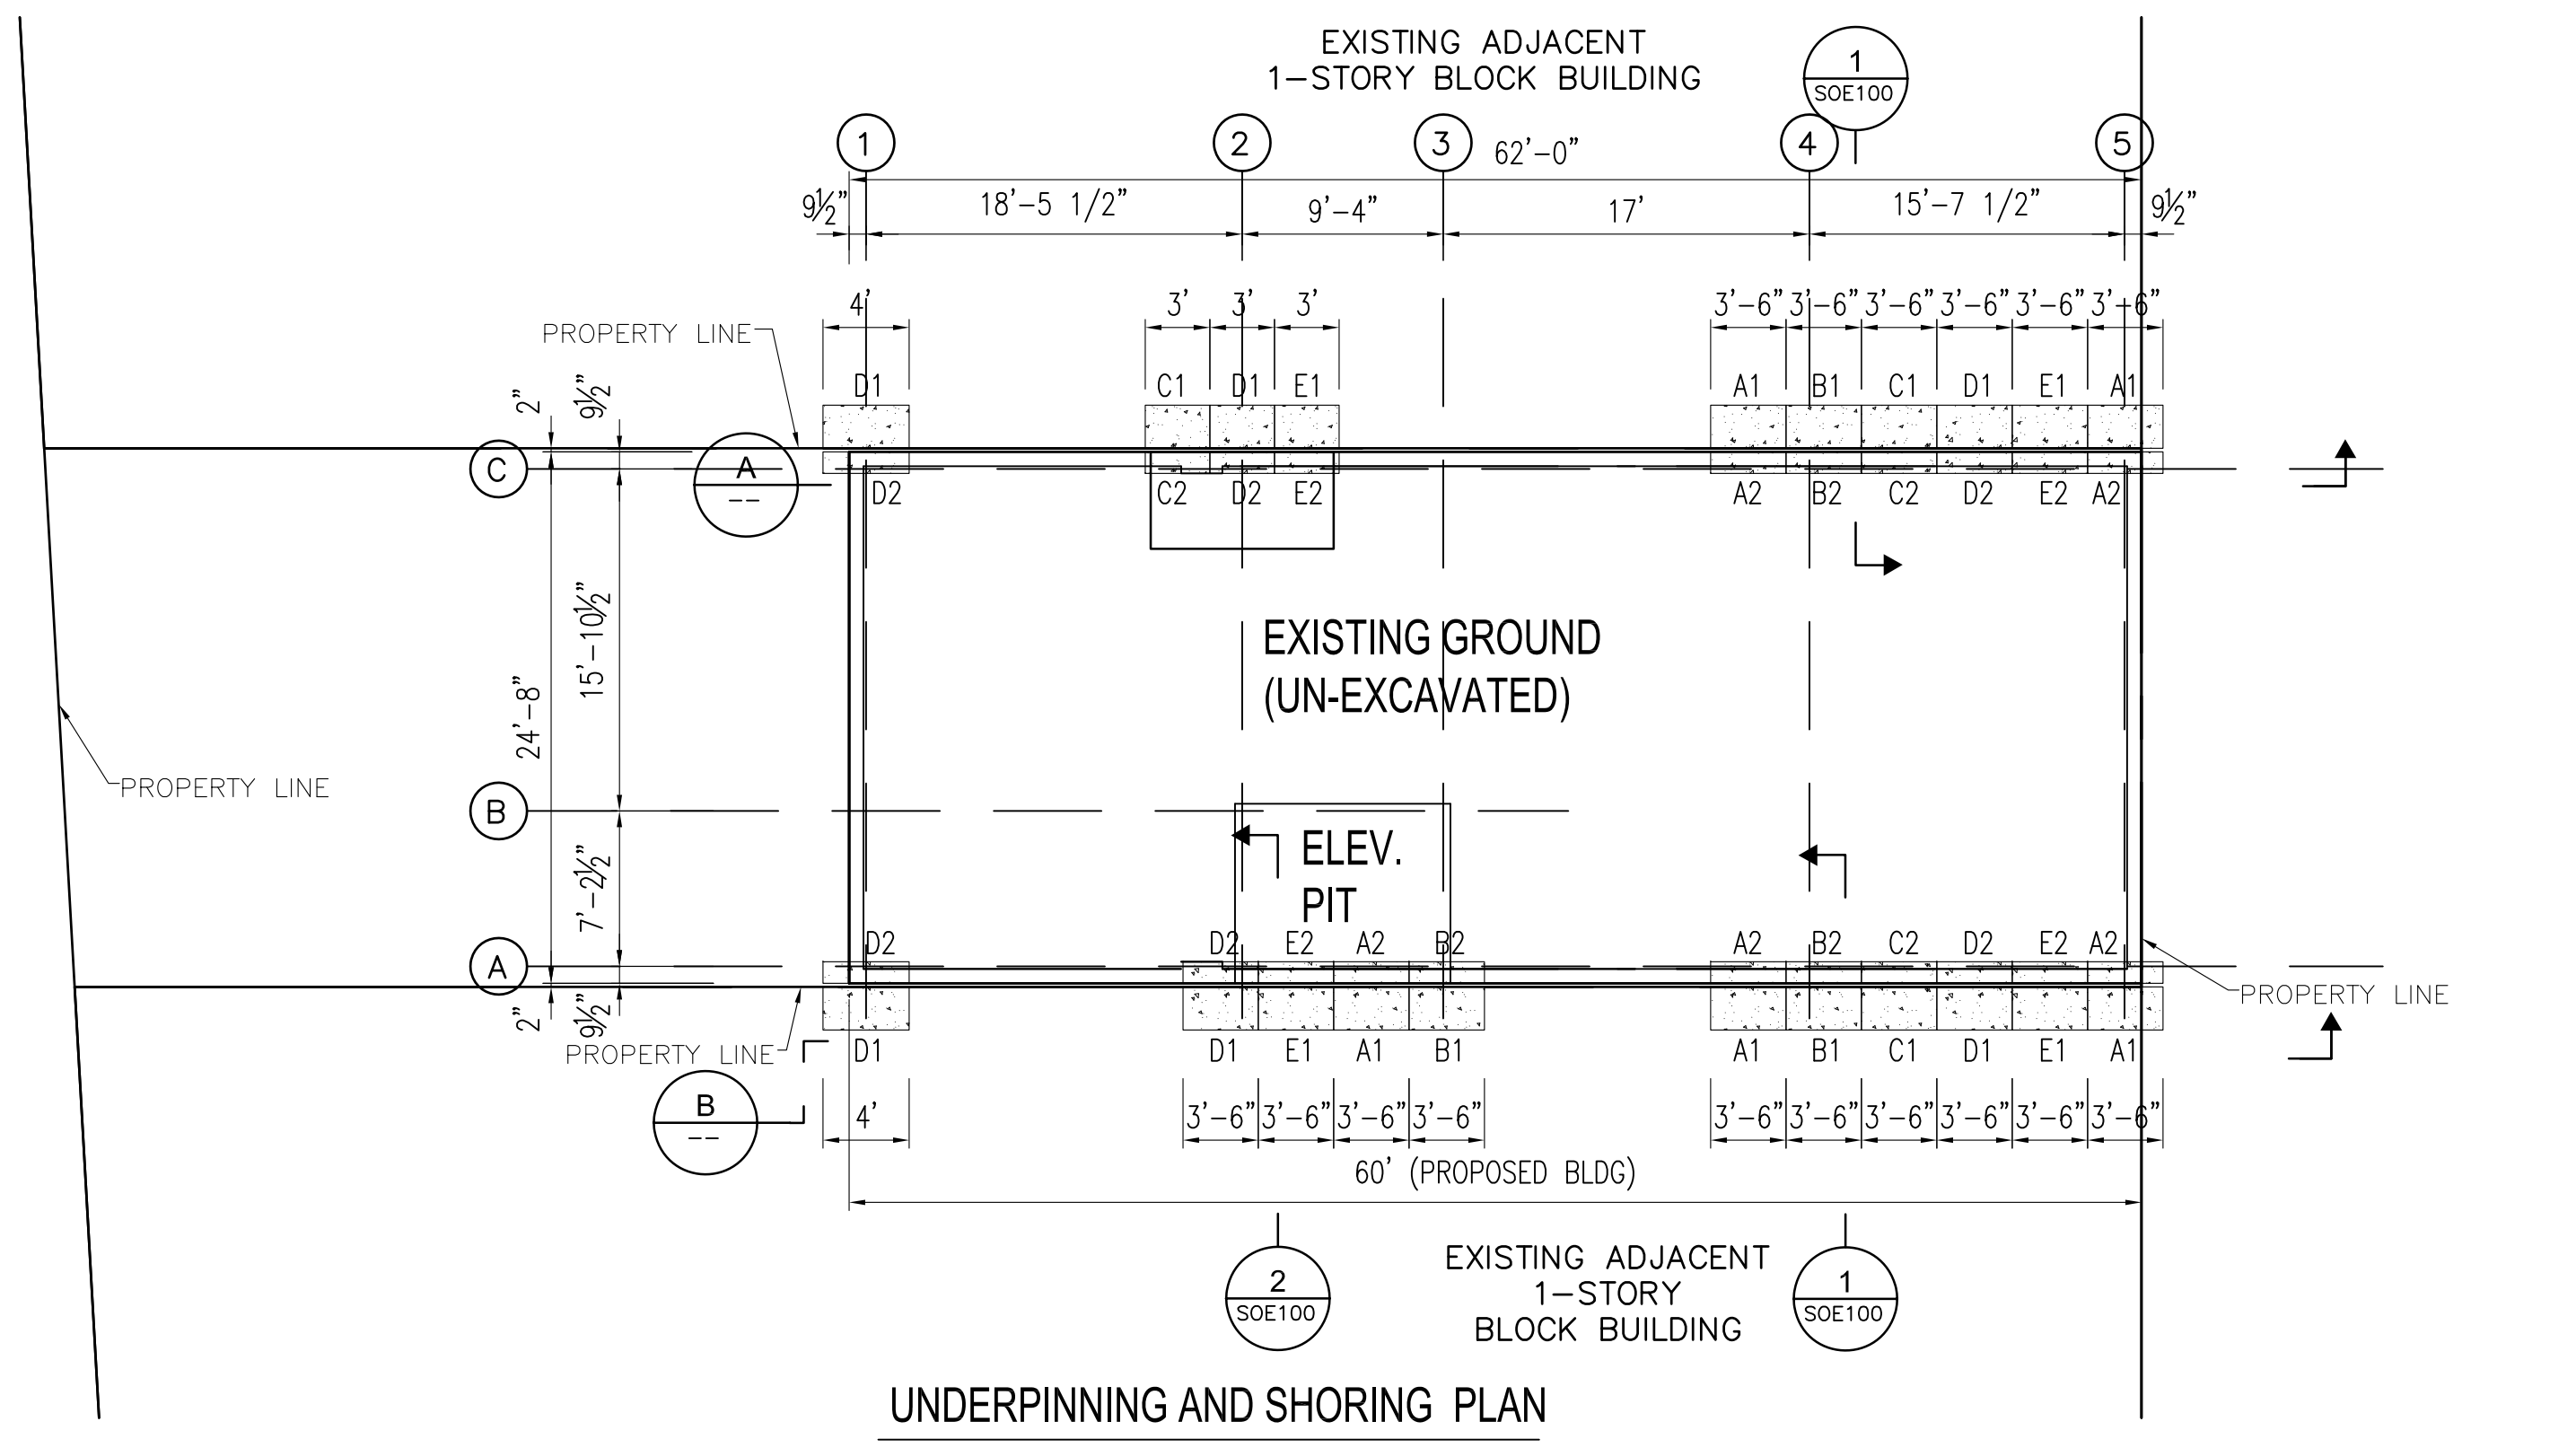 EXISTING ADJACENT
1-STORY BLOCK BUILDING
1
SOE100
1
2
3
4
5
62'-0"
9½"
18'-5 1/2"
9'-4"
17'
15'-7 1/2"
9½"
4'
3'
3'
3'
3'-6"
3'-6"
3'-6"
3'-6"
3'-6"
3'-6"
PROPERTY LINE
2"
9½"
D1
C1
D1
E1
A1
B1
C1
D1
E1
A1
C
A
--
D2
C2
D2
E2
A2
B2
C2
D2
E2
A2
15'-10½"
24'-8"
EXISTING GROUND
(UN-EXCAVATED)
PROPERTY LINE
B
7'-2½"
ELEV.
PIT
A
D2
D2
E2
A2
B2
A2
B2
C2
D2
E2
A2
2"
9½"
PROPERTY LINE
PROPERTY LINE
D1
D1
E1
A1
B1
A1
B1
C1
D1
E1
A1
B
--
4'
3'-6"
3'-6"
3'-6"
3'-6"
3'-6"
3'-6"
3'-6"
3'-6"
3'-6"
3'-6"
60' (PROPOSED BLDG)
2
SOE100
EXISTING ADJACENT
1-STORY
BLOCK BUILDING
1
SOE100
UNDERPINNING AND SHORING PLAN